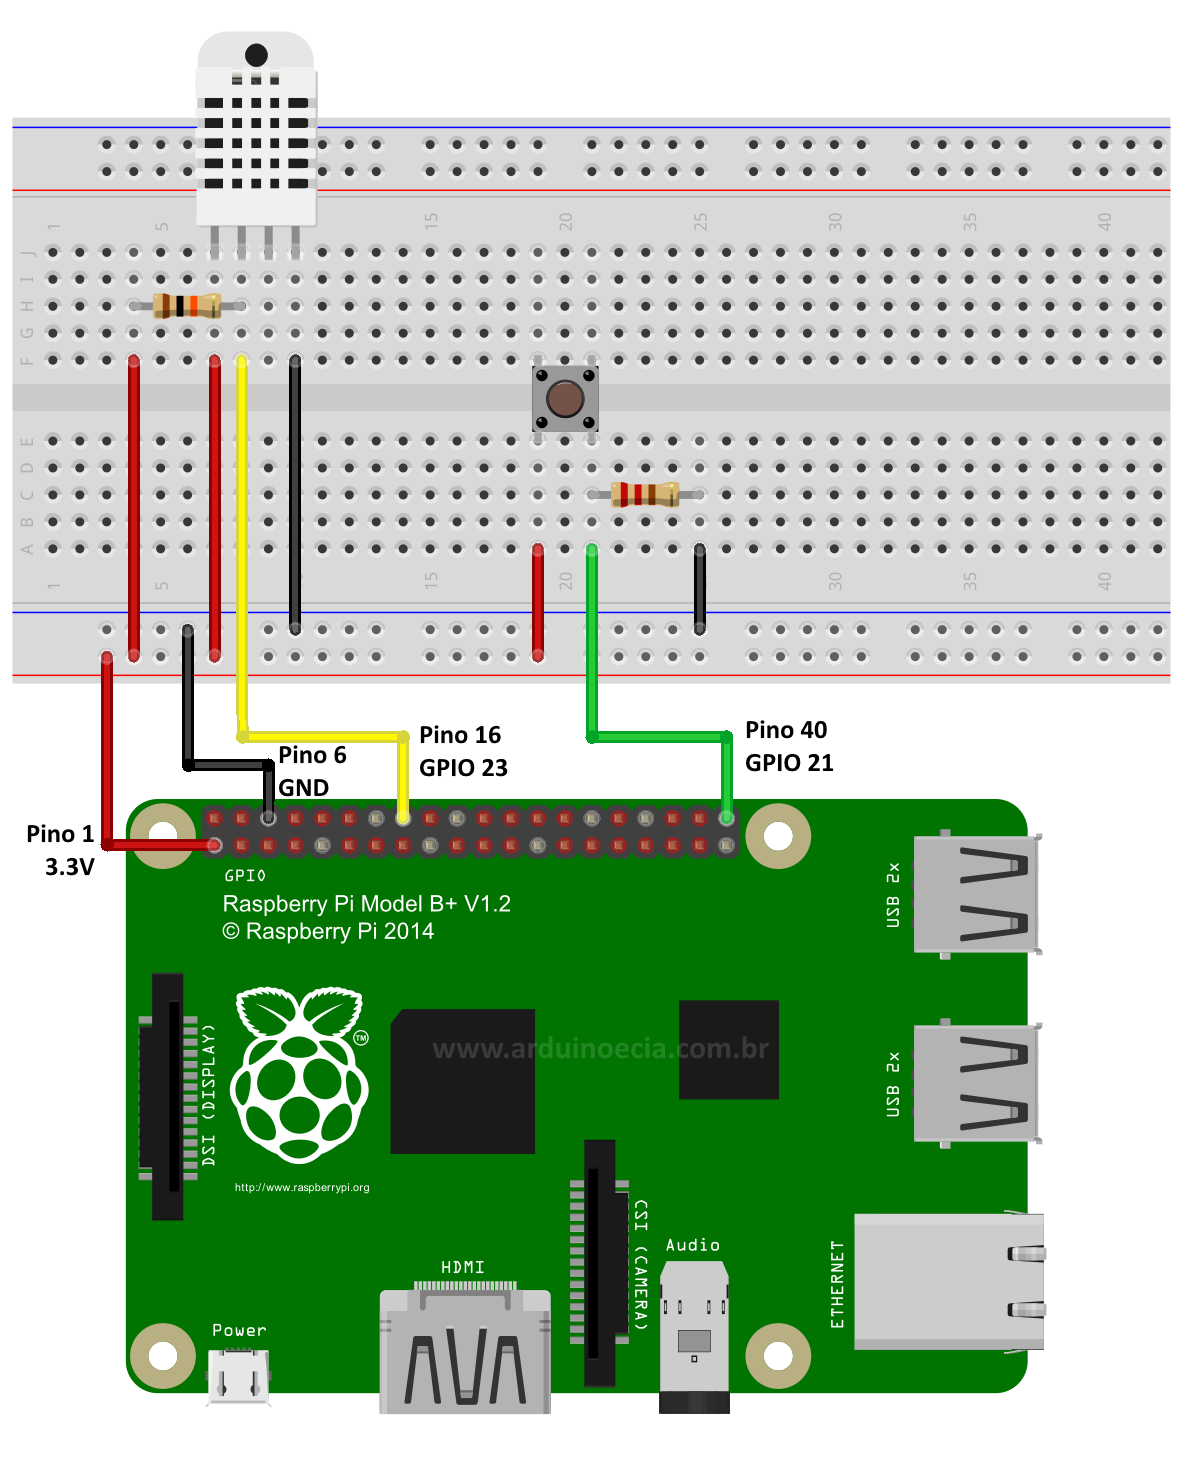 1
5
15
20
25
30
35
40
J
I
H
G
F
E
D
C
B
A
1
5
15
20
25
30
35
40
Pino 6
GND
Pino 16
GPIO 23
Pino 40
GPIO 21
Pino 1
3.3V
GPIO
Raspberry Pi Model B+ V1.2
© Raspberry Pi 2014
USB 2x
TM
www.arduinoecia.com.br
DSI (DISPLAY)
USB 2x
http://www.raspberrypi.org
CSI (CAMERA)
Audio
ETHERNET
HDMI
Power